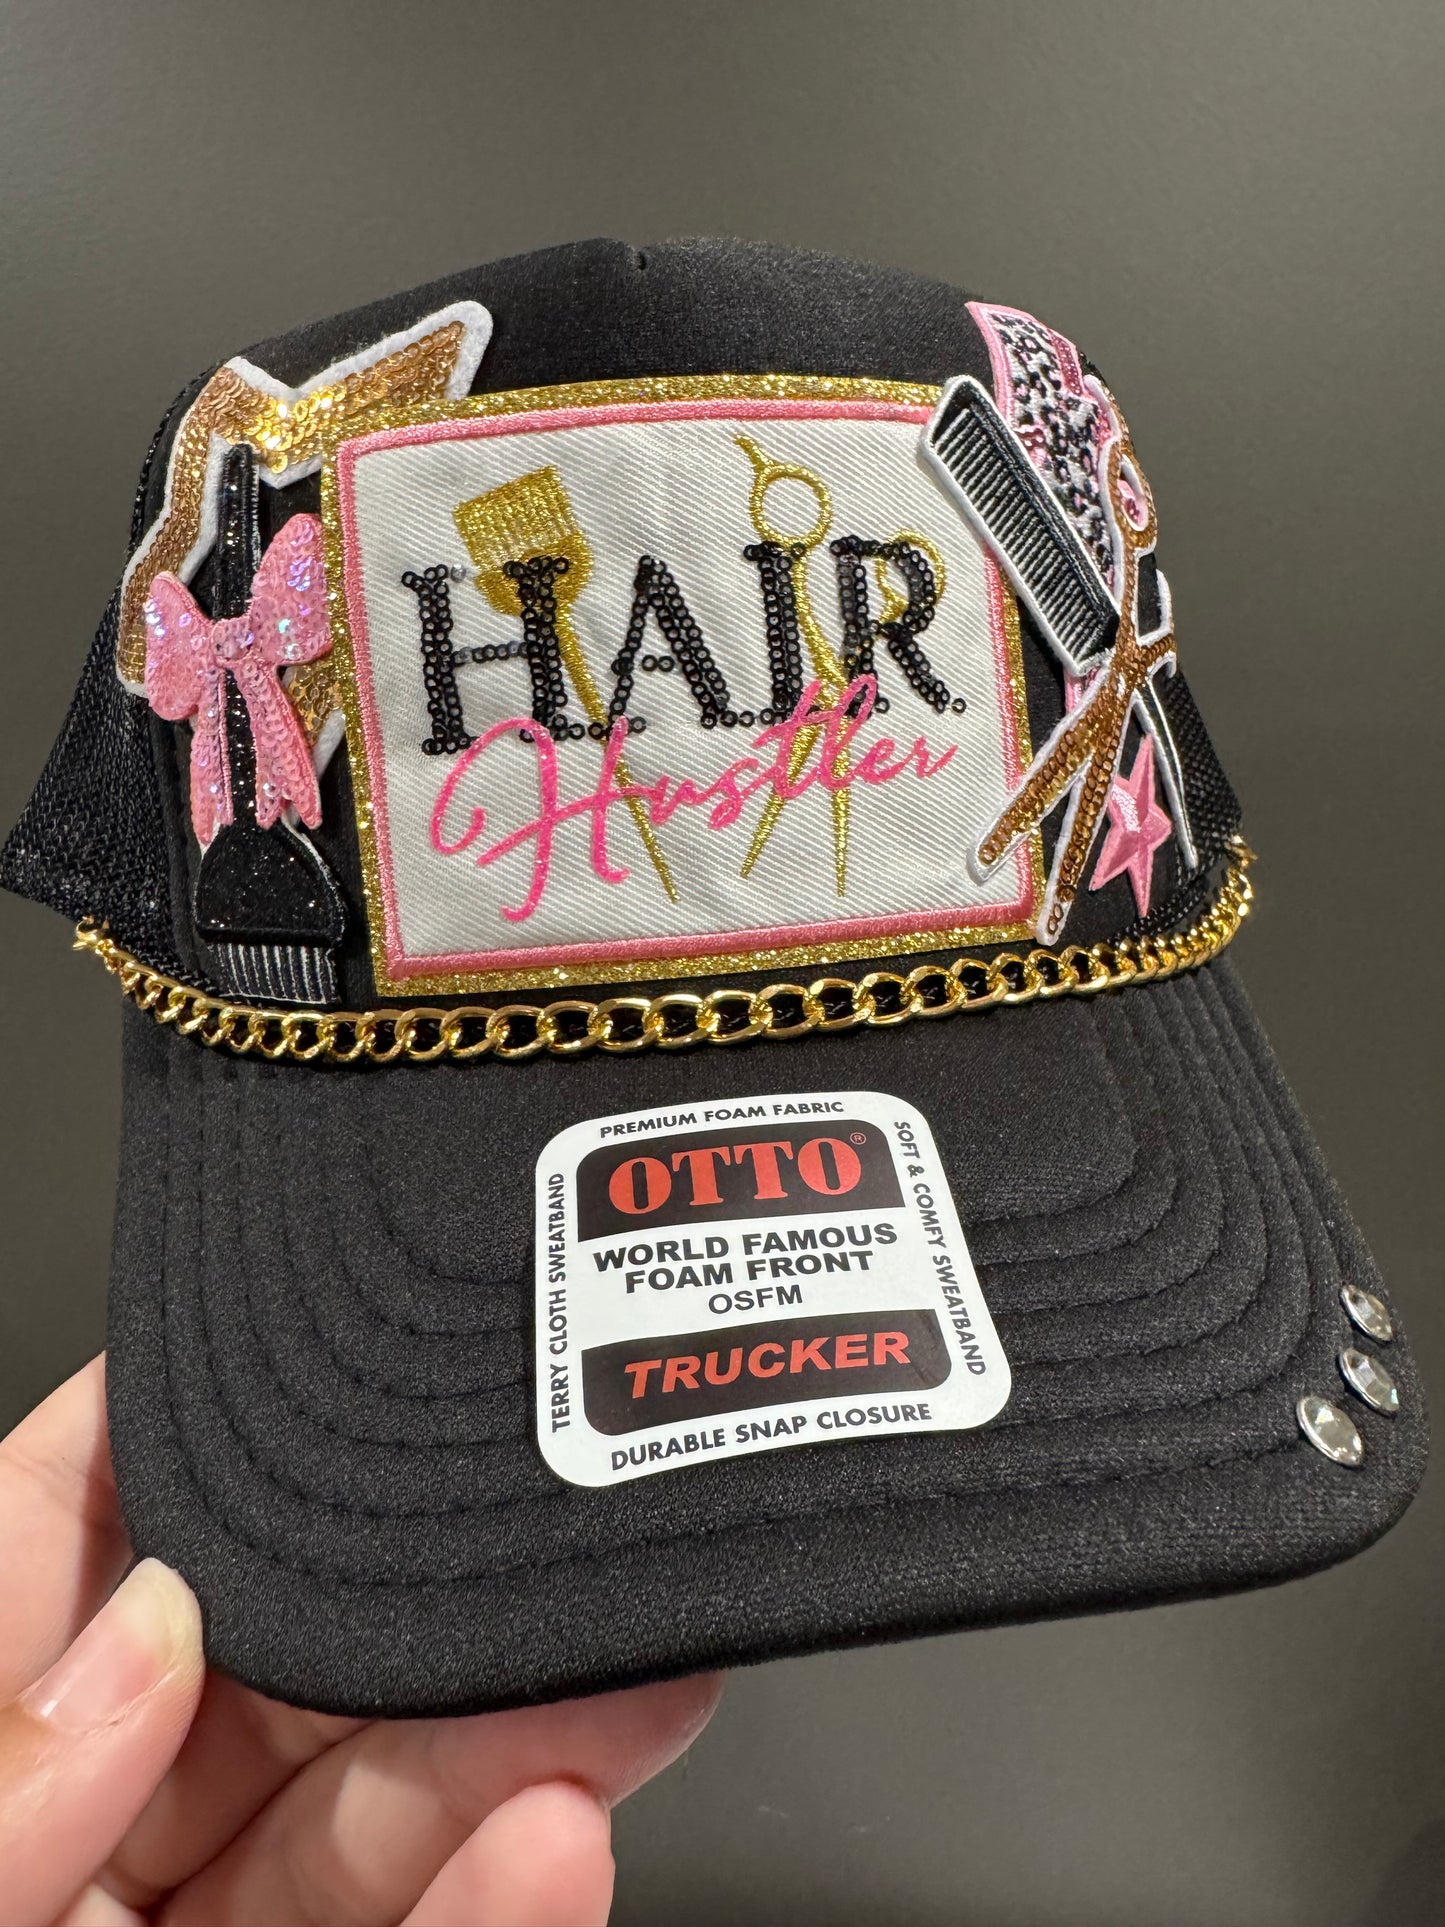 HAIR
Hustler
PREMIUM FOAM FABRIC
OTTO®
WORLD FAMOUS
FOAM FRONT
OSFM
TRUCKER
DURABLE SNAP CLOSURE
TERRY CLOTH SWEATBAND
SOFT & COMFY SWEATBAND